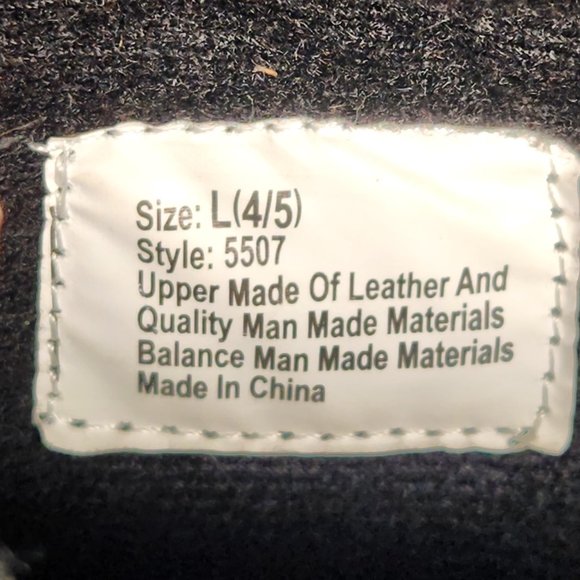 Size: L(4/5)
Style: 5507
Upper Made Of Leather And
Quality Man Made Materials
Balance Man Made Materials
Made In China